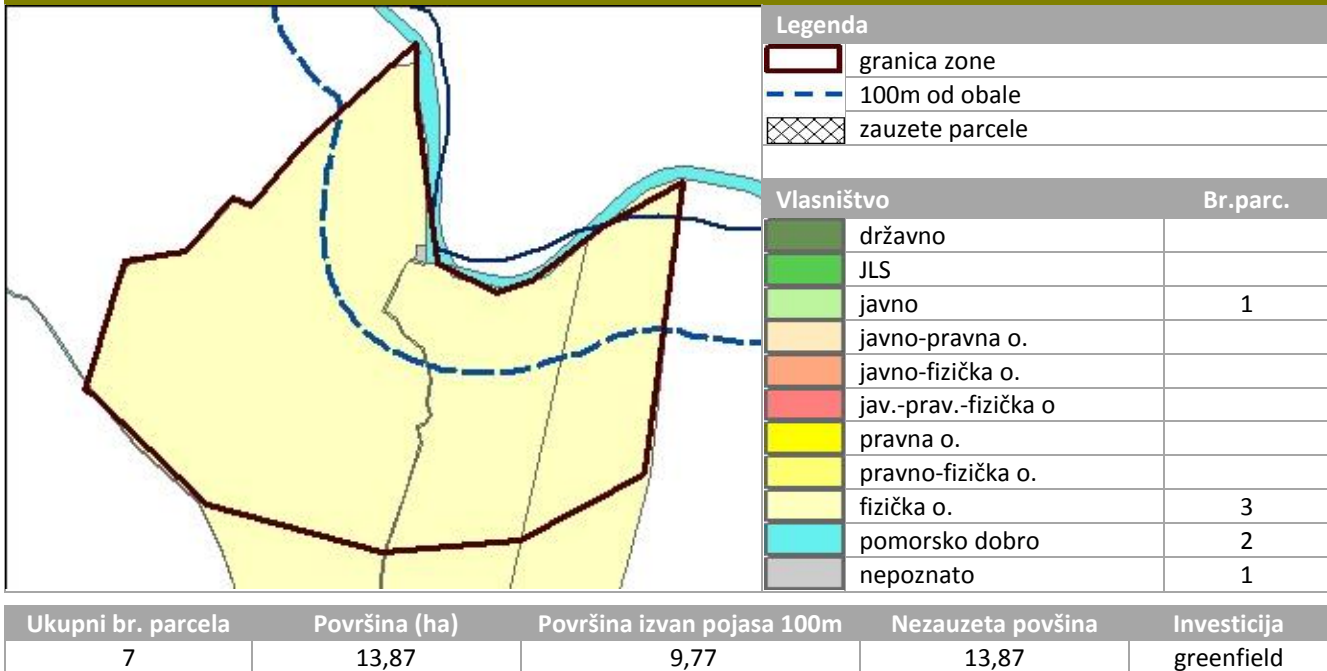 Legenda
granica zone
100m od obale
zauzete parcele
Vlasništvo Br.parc.
državno
JLS
javno 1
javno-pravna o.
javno-fizička o.
jav.-prav.-fizička o
pravna o.
pravno-fizička o.
fizička o. 3
pomorsko dobro 2
nepoznato 1
Ukupni br. parcela Površina (ha) Površina izvan pojasa 100m Nezauzeta povšina Investicija
7 13,87 9,77 13,87 greenfield